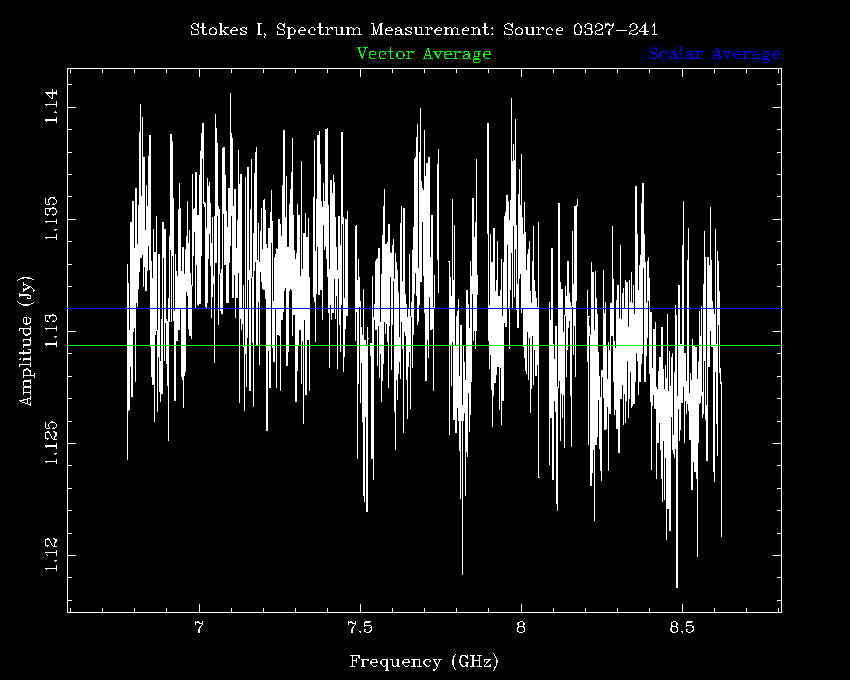 Stokes I, Spectrum Measurement: Source 0327−241
Vector Average Scalar Average
1.14
1.135
1.13
1.125
1.12
Amplitude (Jy)
7 7.5 8 8.5
Frequency (GHz)